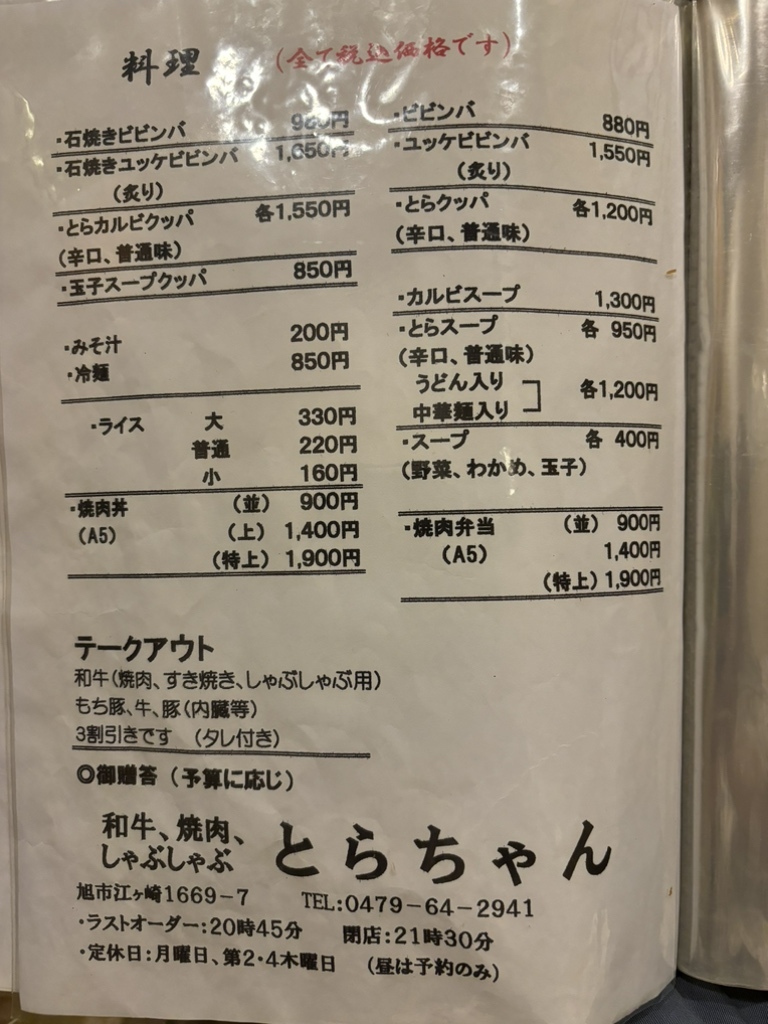 料理 (全て税込価格です)
・石焼きビビンバ
・石焼きユッケビビンバ 1,650円
(炙り)
・とらカルビクッパ 各1,550円
(辛口、普通味)
・玉子スープクッパ 850円
・みそ汁 200円
・冷麺 850円
・ライス 大 330円
普通 220円
小 160円
・焼肉丼 (並) 900円
(A5) (上) 1,400円
(特上) 1,900円
・ビビンバ 880円
・ユッケビビンバ 1,550円
(炙り)
・とらクッパ 各1,200円
(辛口、普通味)
・カルビスープ 1,300円
・とらスープ 各 950円
(辛口、普通味)
うどん入り
中華麺入り 各1,200円
・スープ 各 400円
(野菜、わかめ、玉子)
・焼肉弁当 (並) 900円
(A5) 1,400円
(特上) 1,900円
テークアウト
和牛(焼肉、すき焼き、しゃぶしゃぶ用)
もち豚、牛、豚(内臓等)
3割引きです (タレ付き)
◎御贈答(予算に応じ)
和牛、焼肉、
しゃぶしゃぶ とらちゃん
旭市江ヶ崎1669-7 TEL:0479-64-2941
・ラストオーダー:20時45分 閉店:21時30分
・定休日:月曜日、第2・4木曜日 (昼は予約のみ)